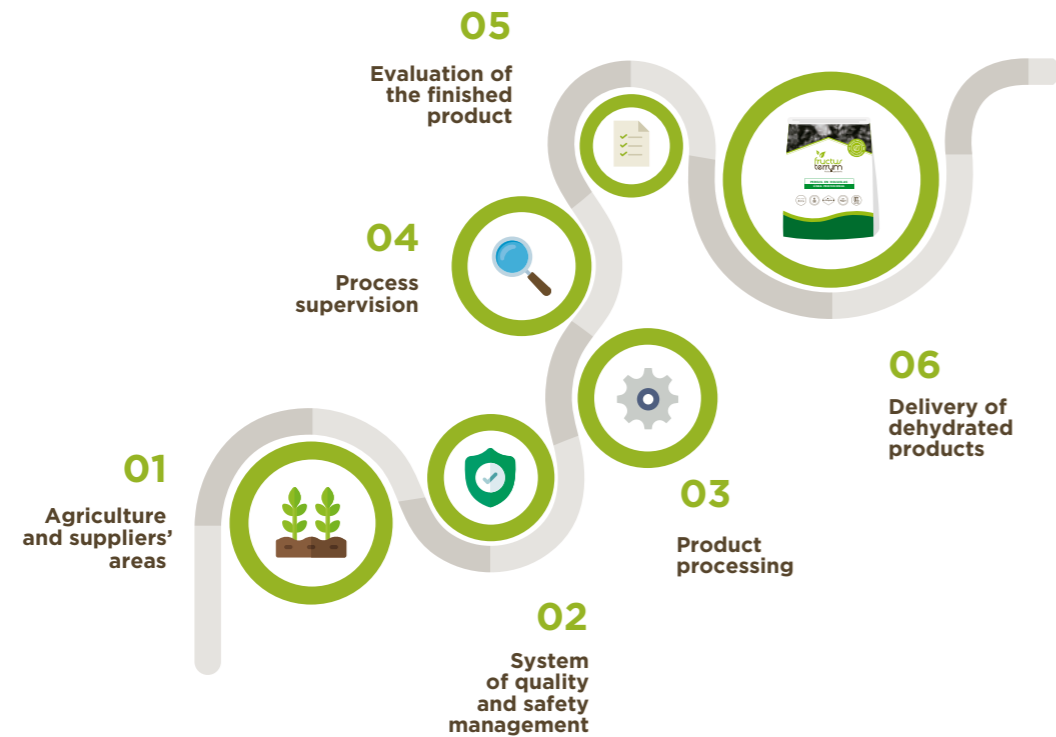 01
Agriculture
and suppliers’
areas
02
System
of quality
and safety
management
03
Product
processing
04
Process
supervision
05
Evaluation of
the finished
product
06
Delivery of
dehydrated
products
fructus
terrym